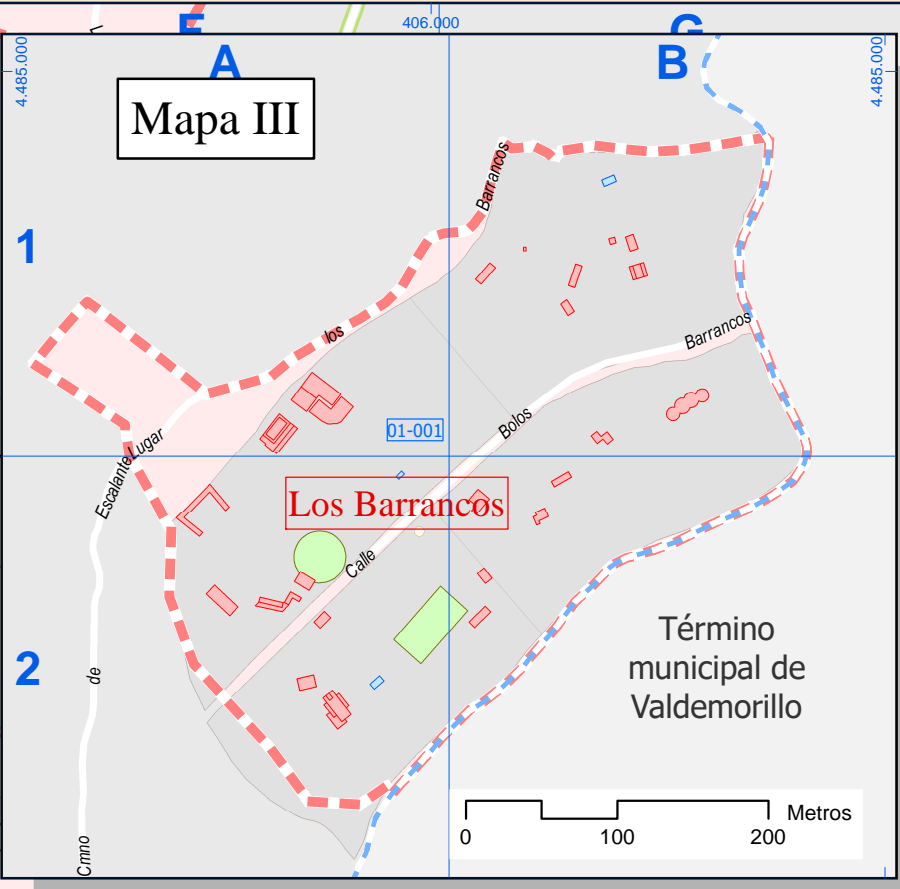 406.000
E
G
4.485.000
A
B
4.485.000
Mapa III
1
Barrancos
los
Barrancos
Bolos
01-001
Lugar
Escalante
Los Barrancos
Calle
2
de
Término
municipal de
Valdemorillo
Metros
0 100 200
Cmno